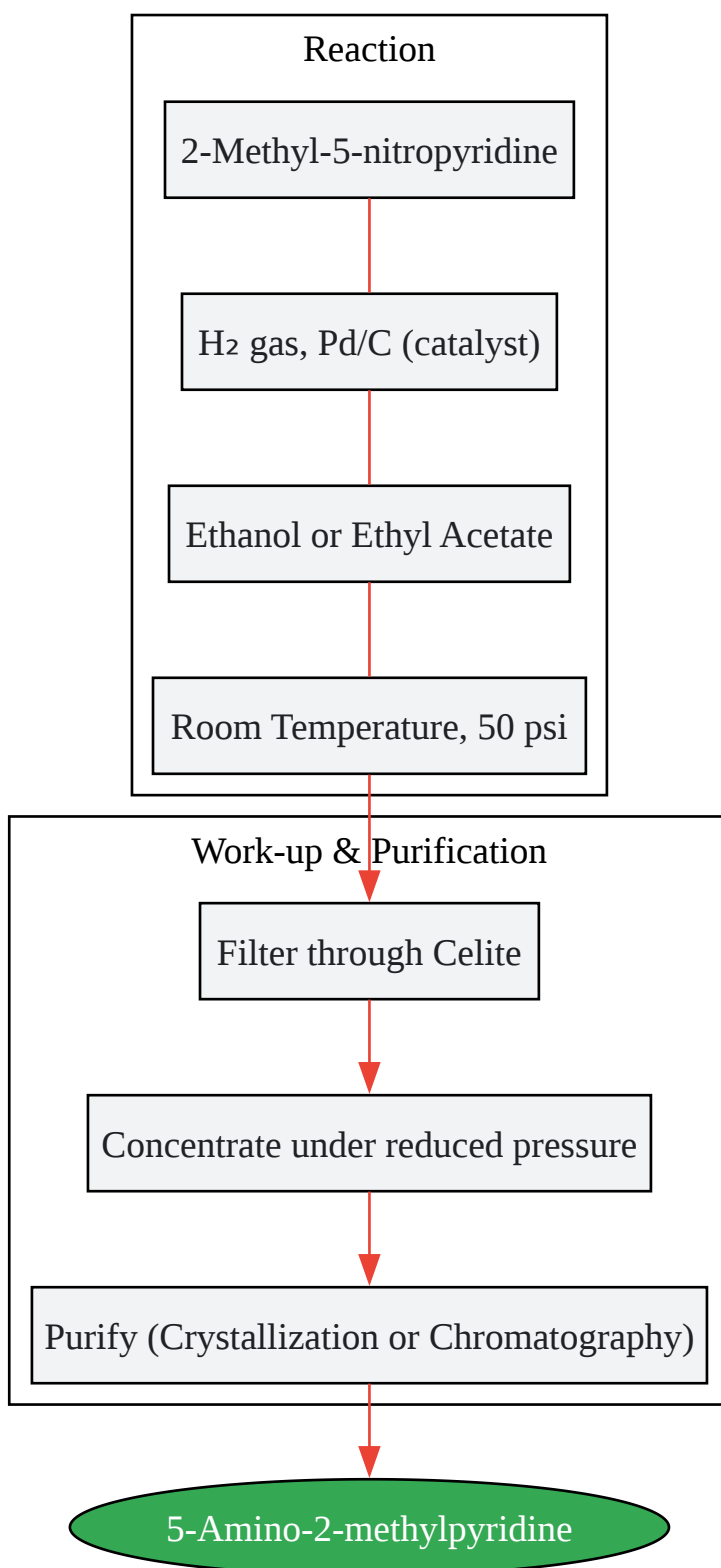 Reaction
2-Methyl-5-nitropyridine
H₂ gas, Pd/C (catalyst)
Ethanol or Ethyl Acetate
Room Temperature, 50 psi
Work-up & Purification
Filter through Celite
Concentrate under reduced pressure
Purify (Crystallization or Chromatography)
5-Amino-2-methylpyridine